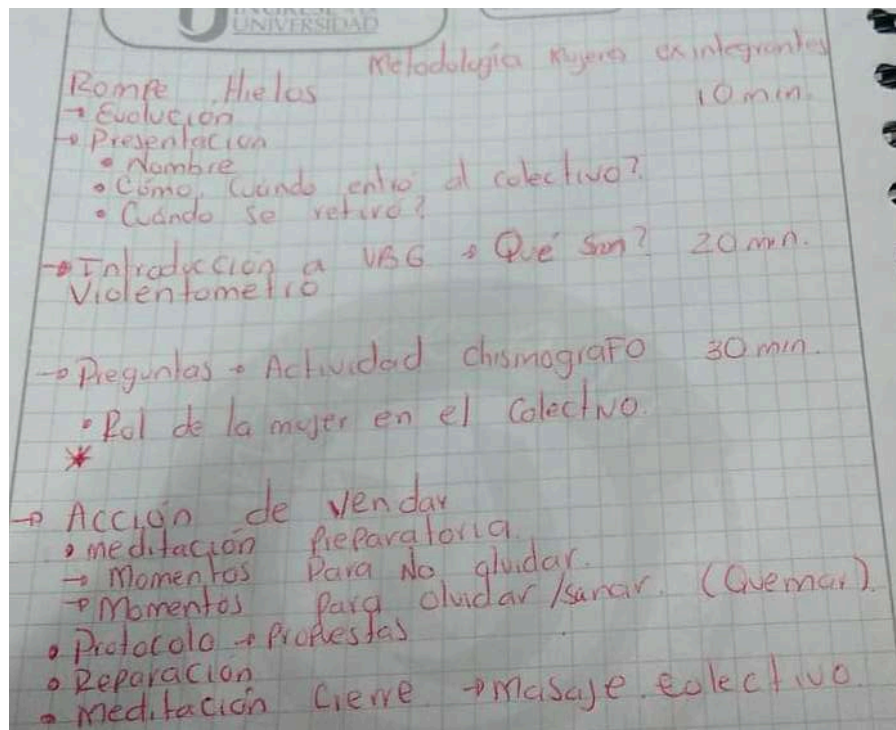 UNIVERSIDAD
Metodología Mujeres exintegrantes
Rompe Hielos 10 min.
→ Evolución
→ Presentación
• Nombre
• Cómo, Cuándo entró al colectivo?
• Cuándo se retiró?
→ Introducción a VBG → Qué son? 20 min.
Violentometro
→ Preguntas → Actividad Chismografo 30 min.
• Rol de la mujer en el Colectivo.
*
→ Acción de Vendar
• meditación Preparatoria.
→ Momentos Para No olvidar.
→ Momentos Para olvidar/sanar. (Quemar).
• Protocolo → Propuestas
• Reparación
• meditación Cierre → masaje colectivo